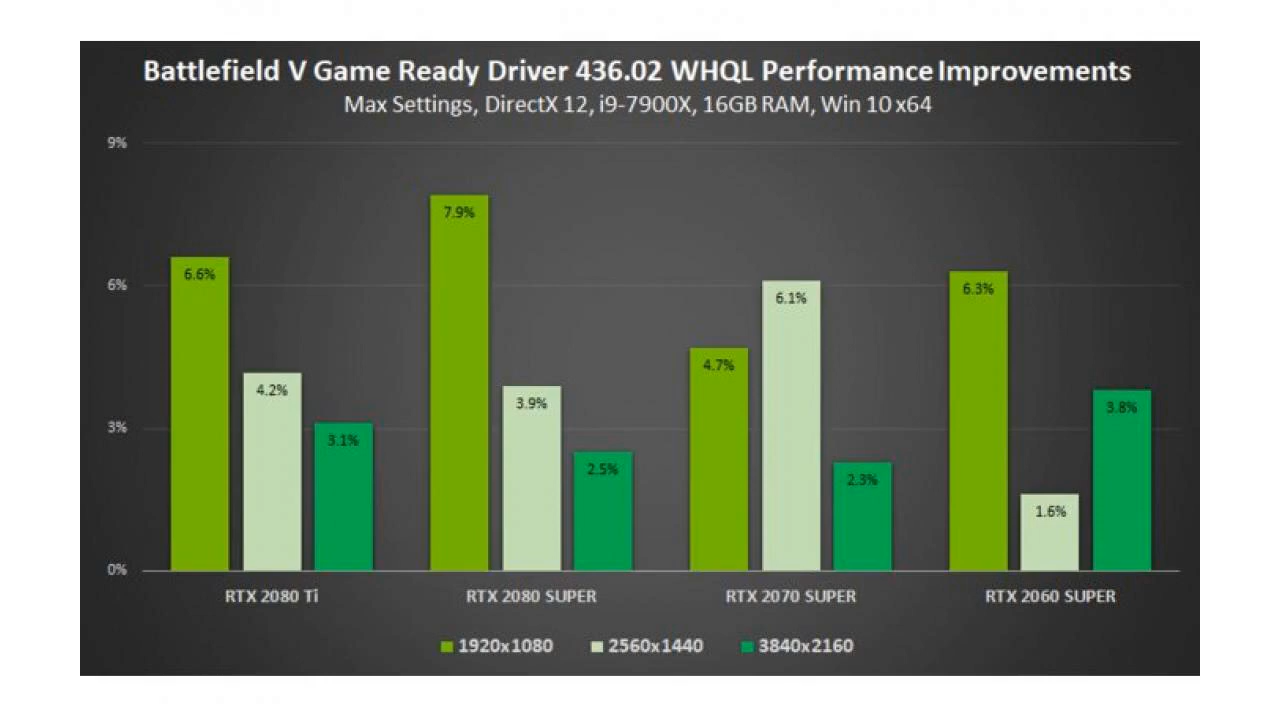 Battlefield V Game Ready Driver 436.02 WHQL Performance Improvements
Max Settings, DirectX 12, i9-7900X, 16GB RAM, Win 10 x64
9%
6%
3%
0%
6.6%
4.2%
3.1%
7.9%
3.9%
2.5%
4.7%
6.1%
2.3%
6.3%
1.6%
3.8%
RTX 2080 Ti
RTX 2080 SUPER
RTX 2070 SUPER
RTX 2060 SUPER
1920x1080
2560x1440
3840x2160